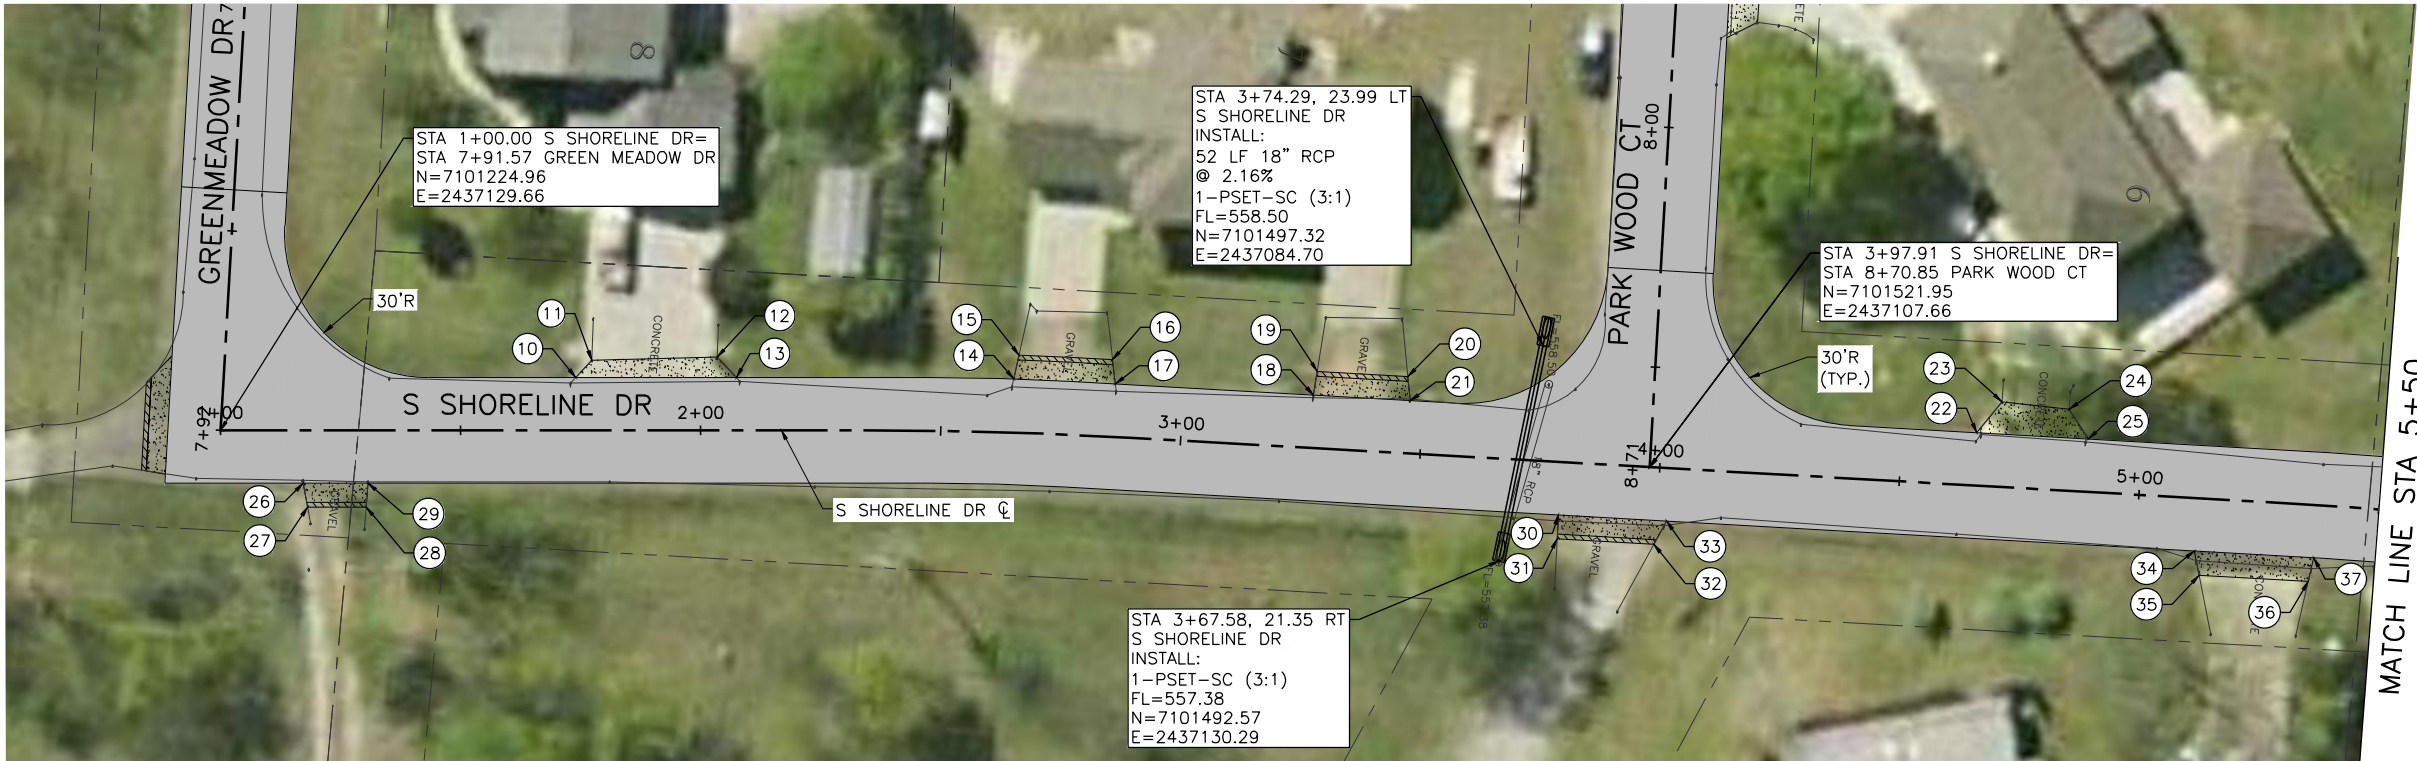 GREENMEADOW DR
8
STA 1+00.00 S SHORELINE DR=
STA 7+91.57 GREEN MEADOW DR
N=7101224.96
E=2437129.66
STA 3+74.29, 23.99 LT
S SHORELINE DR
INSTALL:
52 LF 18" RCP
@ 2.16%
1-PSET-SC (3:1)
FL=558.50
N=7101497.32
E=2437084.70
PARK WOOD CT
8+00
6
STA 3+97.91 S SHORELINE DR=
STA 8+70.85 PARK WOOD CT
N=7101521.95
E=2437107.66
30'R
30'R
(TYP.)
11
12
10
13
CONCRETE
15
16
14
17
GRAVEL
19
20
18
21
GRAVEL
23
24
22
25
S SHORELINE DR
7+92
1+00
2+00
3+00
4+00
8+71
5+00
18" RCP
26
29
27
28
S SHORELINE DR ℄
30
33
31
32
GRAVEL
34
37
35
36
STA 3+67.58, 21.35 RT
S SHORELINE DR
INSTALL:
1-PSET-SC (3:1)
FL=557.38
N=7101492.57
E=2437130.29
MATCH LINE STA 5+50